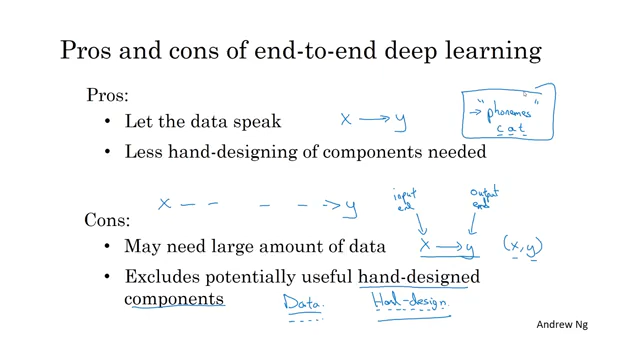 Pros and cons of end-to-end deep learning
Pros:
• Let the data speak x → y
• Less hand-designing of components needed
"phonemes"
c a t
x – – – – → y
input end
output end
Cons:
• May need large amount of data x → y (x, y)
• Excludes potentially useful hand-designed
components Data Hand-design.
Andrew Ng